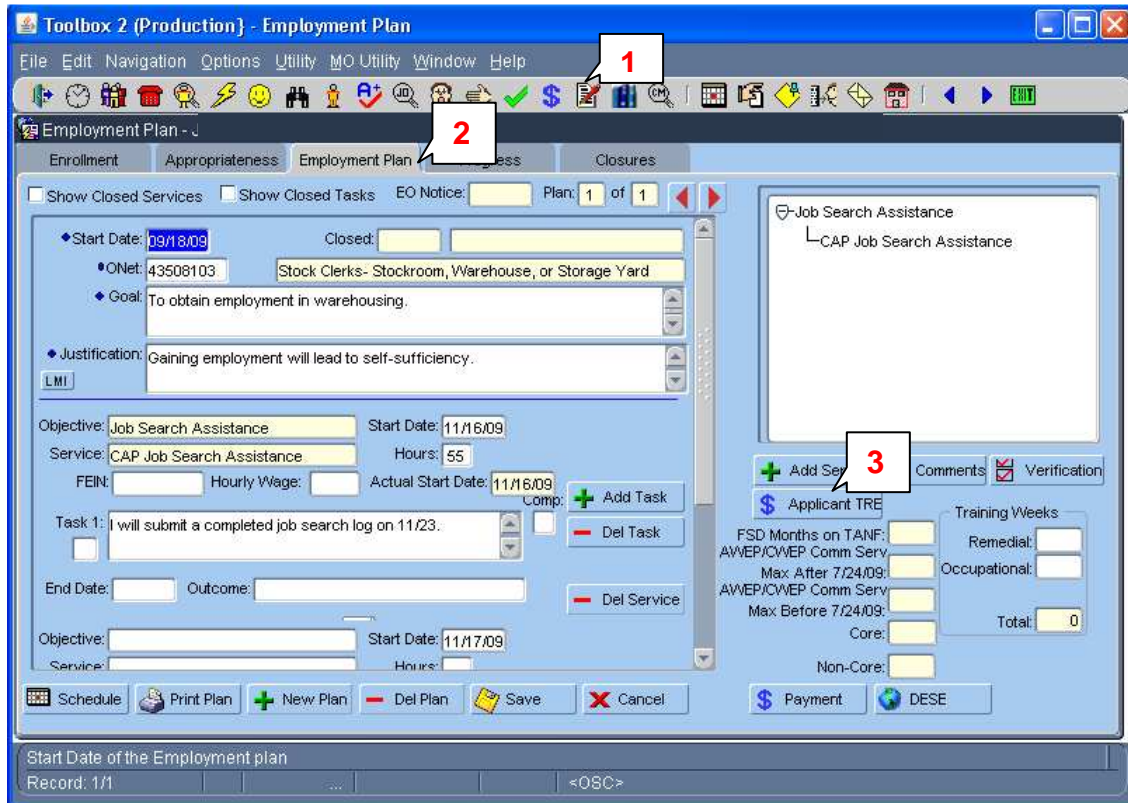 Toolbox 2 (Production} - Employment Plan
File Edit Navigation Options Utility MO Utility Window Help
1
JD CM EXIT
Employment Plan - J
2
Enrollment Appropriateness Employment Plan Progress Closures
Show Closed Services Show Closed Tasks EO Notice: Plan: 1 of 1
Start Date: 09/18/09 Closed:
ONet: 43508103 Stock Clerks- Stockroom, Warehouse, or Storage Yard
Goal: To obtain employment in warehousing.
Justification: Gaining employment will lead to self-sufficiency.
LMI
Objective: Job Search Assistance Start Date: 11/16/09
Service: CAP Job Search Assistance Hours: 55
FEIN: Hourly Wage: Actual Start Date: 11/16/09
Comp: Add Task
Task 1: I will submit a completed job search log on 11/23.
Del Task
End Date: Outcome:
Del Service
Objective: Start Date: 11/17/09
Service: Hours:
Job Search Assistance
CAP Job Search Assistance
3
Add Ser Comments Verification
Applicant TRE
Training Weeks
FSD Months on TANF:
Remedial:
AWEP/CWEP Comm Serv
Max After 7/24/09:
Occupational:
AWEP/CWEP Comm Serv
Max Before 7/24/09:
Total: 0
Core:
Non-Core:
Schedule Print Plan New Plan Del Plan Save Cancel Payment DESE
Start Date of the Employment plan
Record: 1/1 ... <OSC>